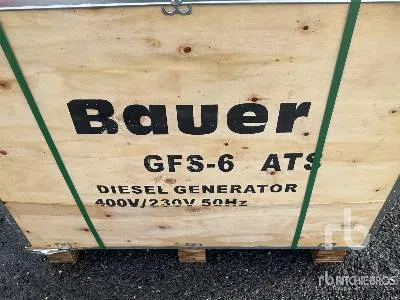 Bauer
GFS-6 ATS
DIESEL GENERATOR
400V/230V 50Hz
rb
RITCHIE BROS